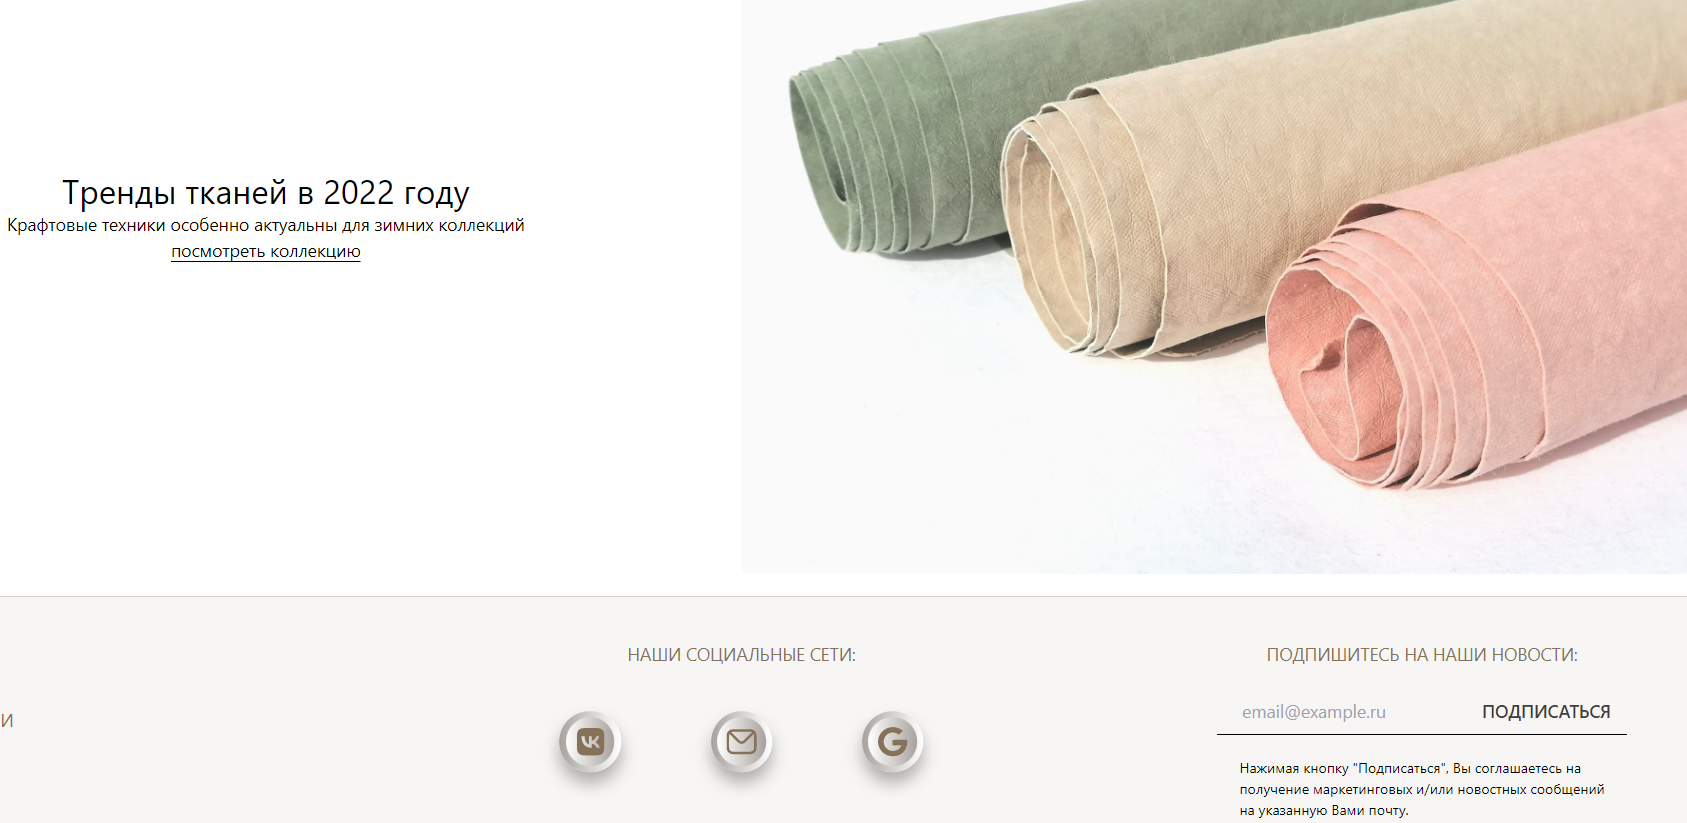 Тренды тканей в 2022 году
Крафтовые техники особенно актуальны для зимних коллекций
посмотреть коллекцию
И
НАШИ СОЦИАЛЬНЫЕ СЕТИ:
ПОДПИШИТЕСЬ НА НАШИ НОВОСТИ:
email@example.ru
ПОДПИСАТЬСЯ
Нажимая кнопку "Подписаться", Вы соглашаетесь на
получение маркетинговых и/или новостных сообщений
на указанную Вами почту.